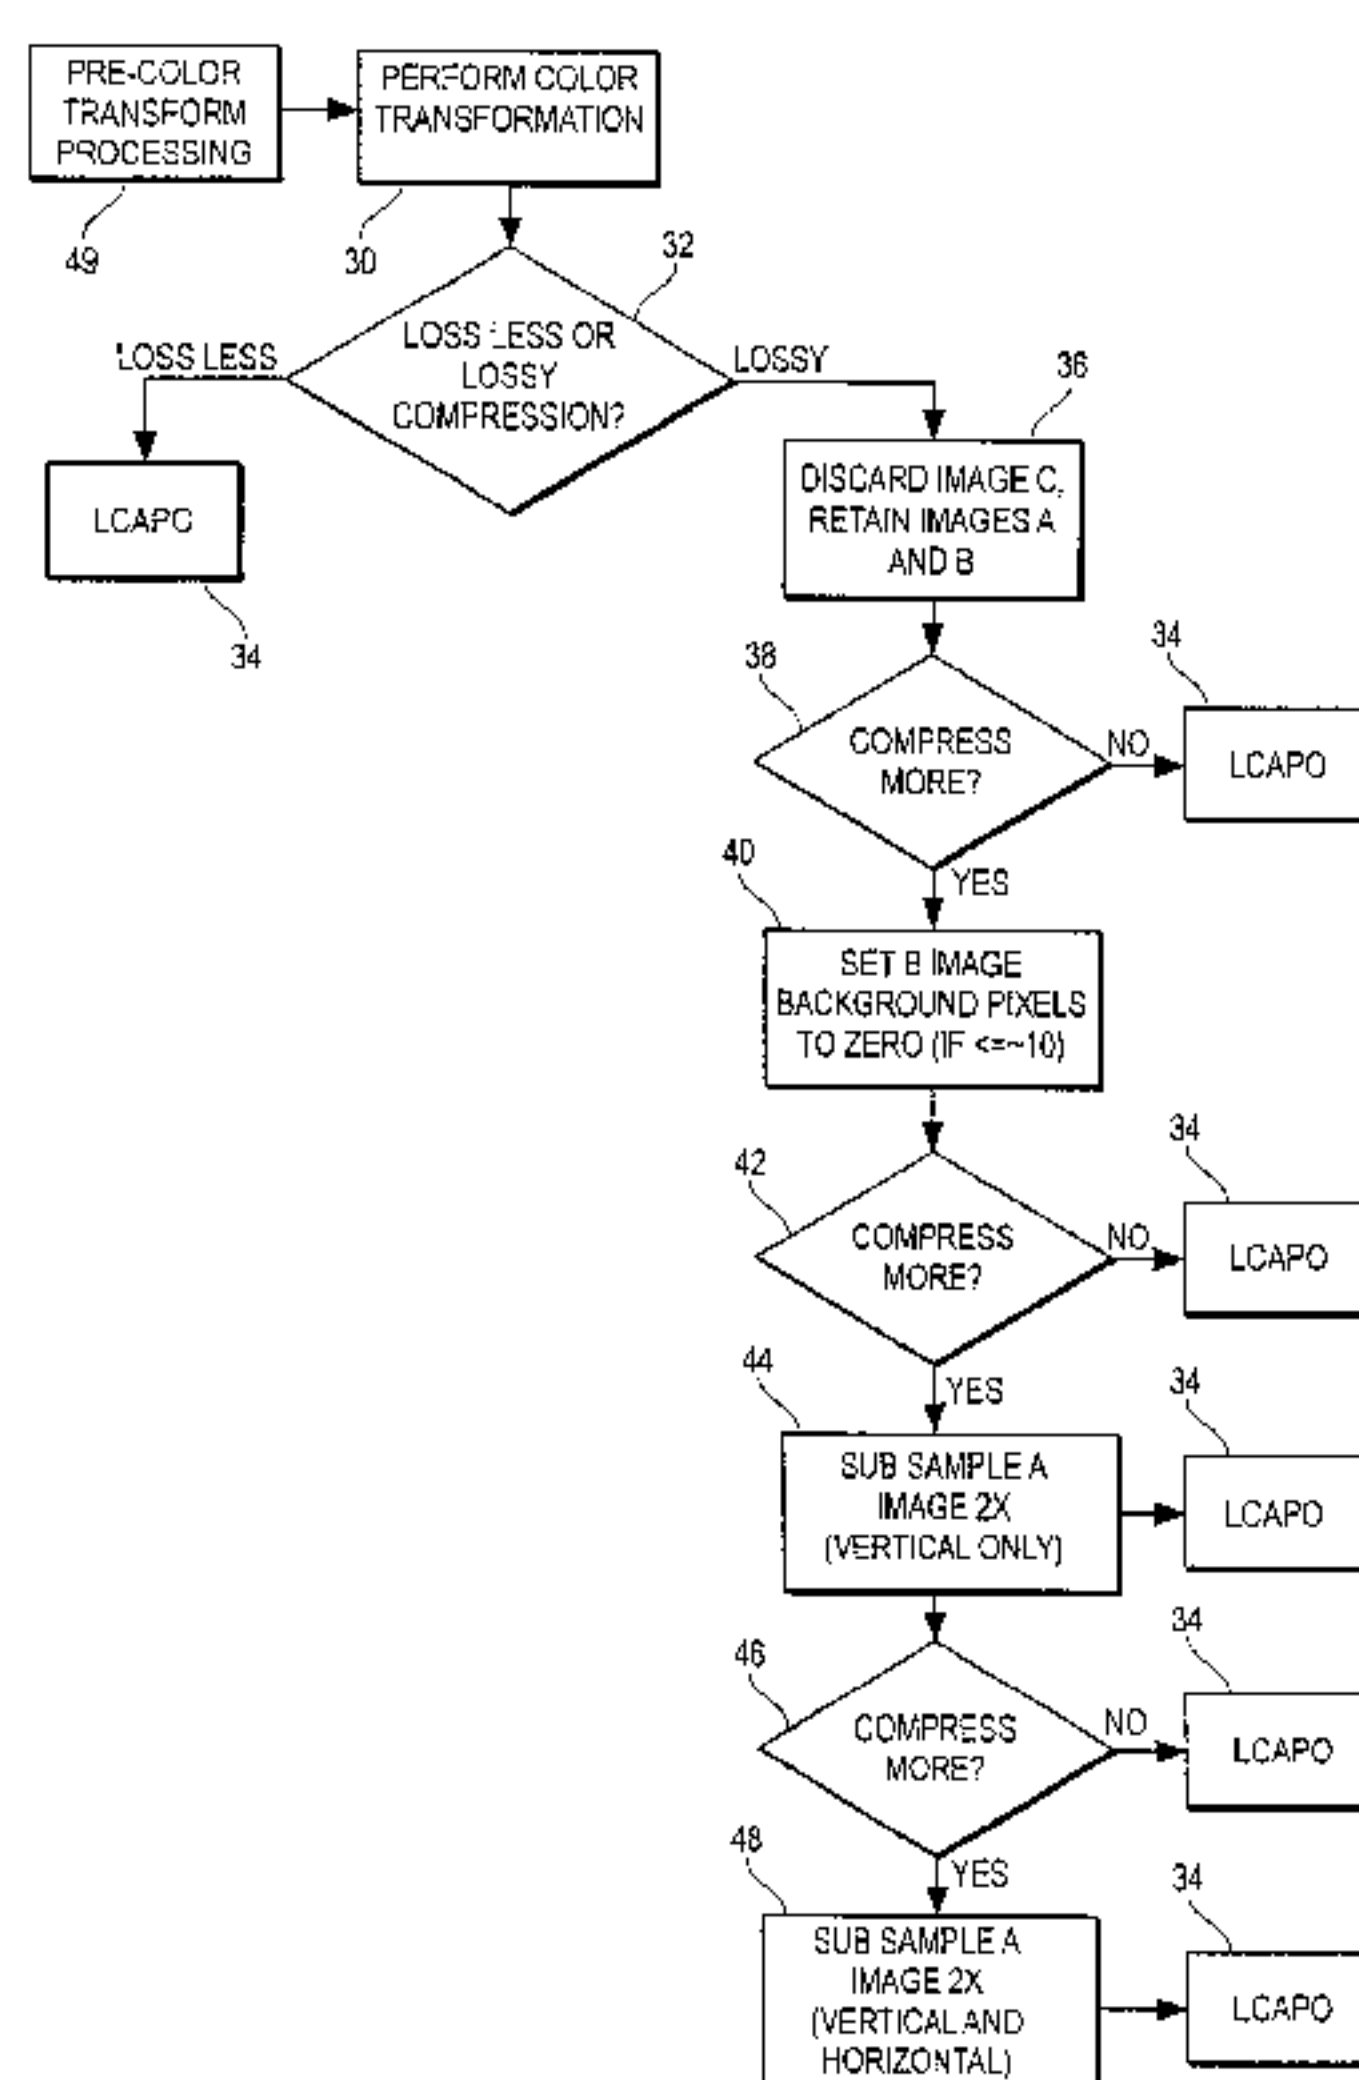 PRE-COLOR
TRANSFORM
PROCESSING
49
PERFORM COLOR
TRANSFORMATION
30
32
LOSS LESS OR
LOSSY
COMPRESSION?
LOSS LESS
LOSSY
LCAPO
34
36
DISCARD IMAGE C,
RETAIN IMAGES A
AND B
38
COMPRESS
MORE?
NO
34
LCAPO
YES
40
SET B IMAGE
BACKGROUND PIXELS
TO ZERO (IF <=~10)
42
COMPRESS
MORE?
NO
34
LCAPO
YES
44
SUB SAMPLE A
IMAGE 2X
(VERTICAL ONLY)
34
LCAPO
46
COMPRESS
MORE?
NO
34
LCAPO
YES
48
SUB SAMPLE A
IMAGE 2X
(VERTICAL AND
HORIZONTAL)
34
LCAPO